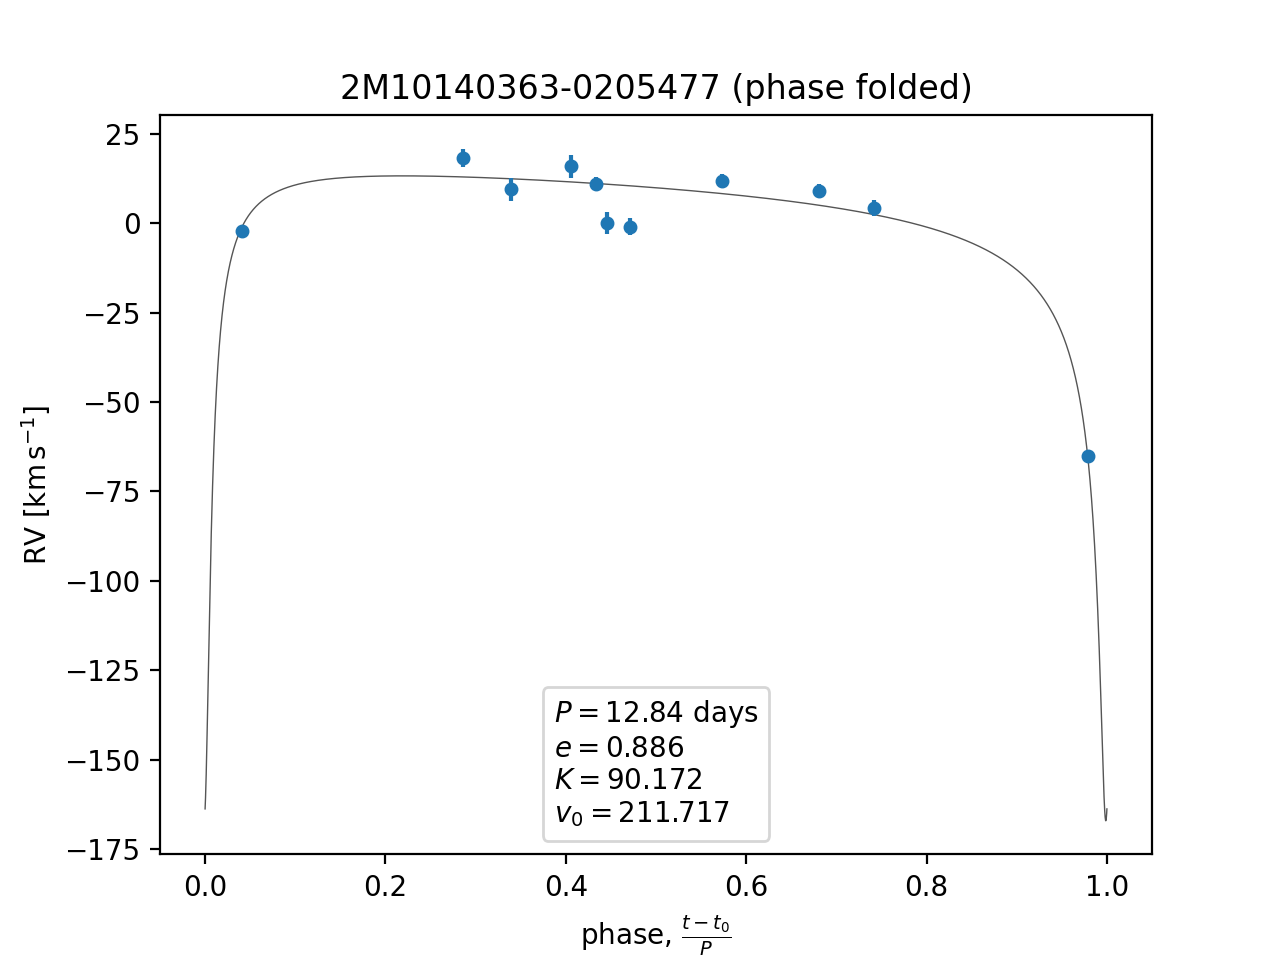 2M10140363-0205477 (phase folded)
25
0
−25
−50
−75
−100
−125
−150
−175
RV [km s⁻¹]
P = 12.84 days
e = 0.886
K = 90.172
v₀ = 211.717
0.0 0.2 0.4 0.6 0.8 1.0
phase, (t − t₀)/P